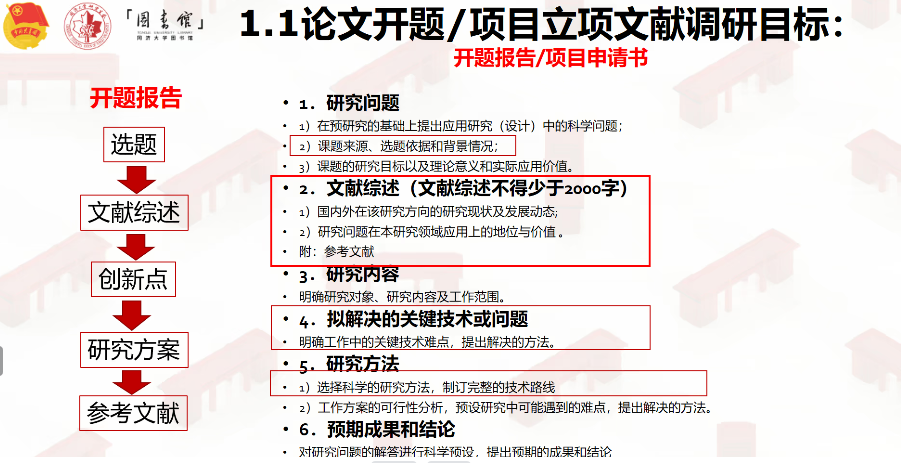 「图书馆」
同济大学图书馆
1.1论文开题/项目立项文献调研目标：
开题报告/项目申请书
开题报告
选题
文献综述
创新点
研究方案
参考文献
• 1．研究问题
• 1）在预研究的基础上提出应用研究（设计）中的科学问题；
• 2）课题来源、选题依据和背景情况；
• 3）课题的研究目标以及理论意义和实际应用价值。
• 2．文献综述（文献综述不得少于2000字）
• 1）国内外在该研究方向的研究现状及发展动态;
• 2）研究问题在本研究领域应用上的地位与价值 。
• 附：参考文献
• 3．研究内容
• 明确研究对象、研究内容及工作范围。
• 4．拟解决的关键技术或问题
• 明确工作中的关键技术难点，提出解决的方法。
• 5．研究方法
• 1）选择科学的研究方法，制订完整的技术路线
• 2）工作方案的可行性分析，预设研究中可能遇到的难点，提出解决的方法。
• 6．预期成果和结论
• 对研究问题的解答进行科学预设，提出预期的成果和结论